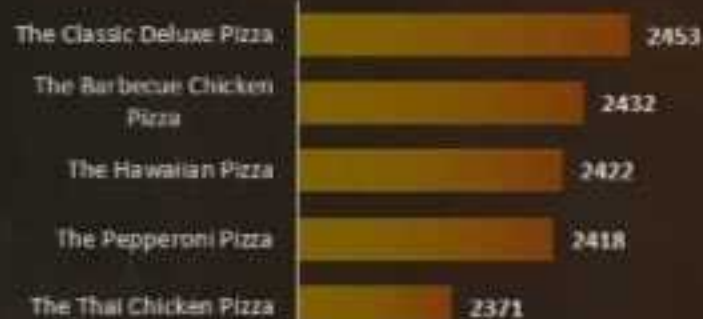 The Classic Deluxe Pizza 2453
The Barbecue Chicken
Pizza 2432
The Hawaiian Pizza 2422
The Pepperoni Pizza 2418
The Thai Chicken Pizza 2371